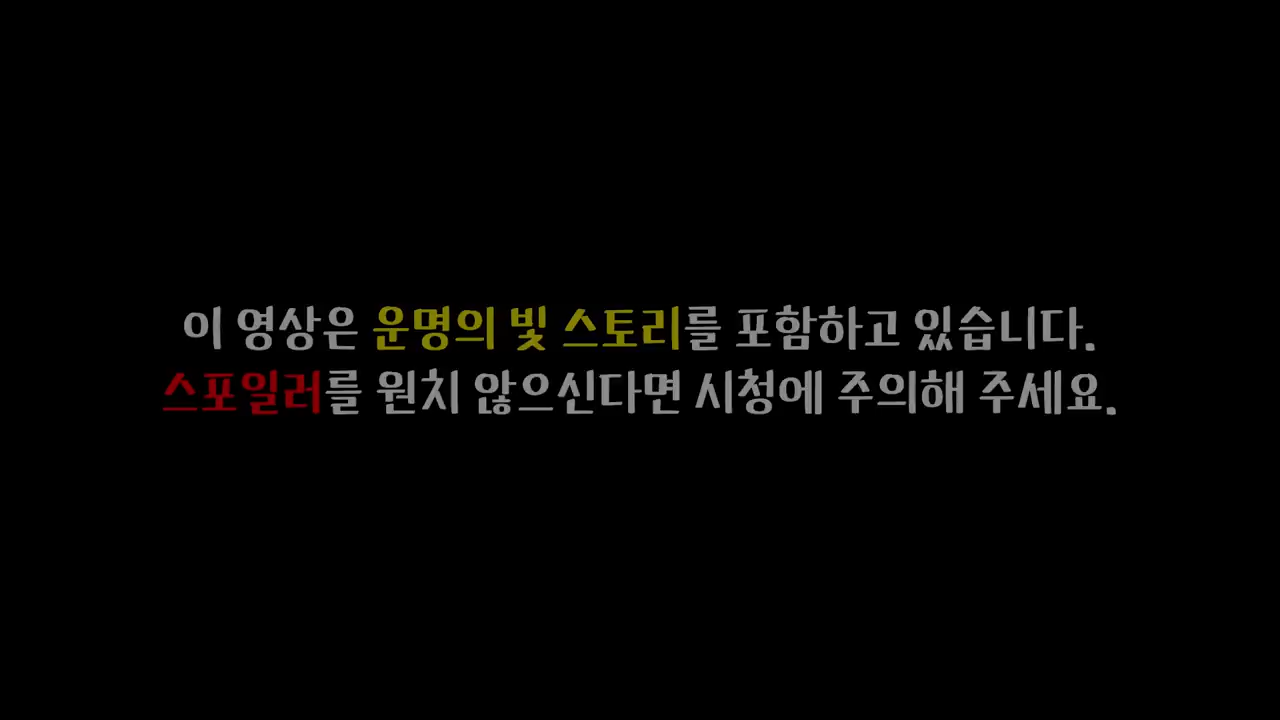 이 영상은 운명의 빛 스토리를 포함하고 있습니다.
스포일러를 원치 않으신다면 시청에 주의해 주세요.